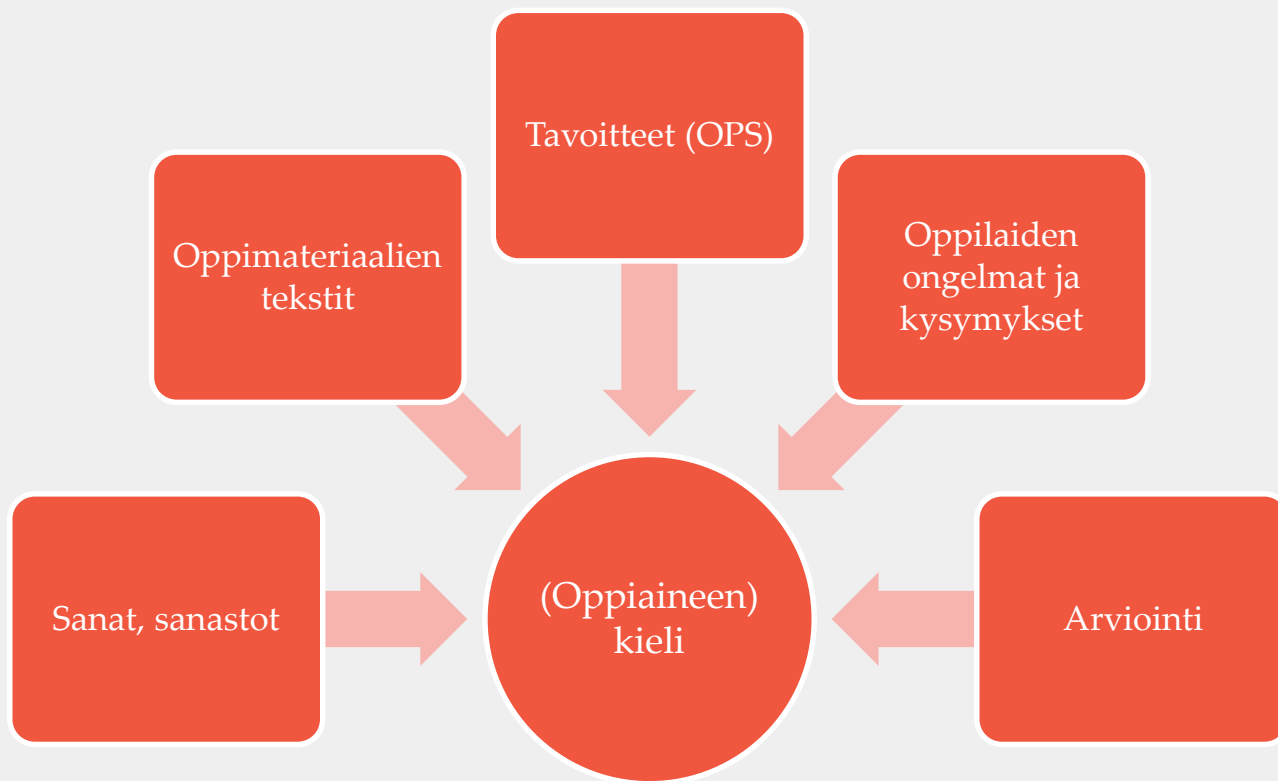 Tavoitteet (OPS)
Oppimateriaalien
tekstit
Oppilaiden
ongelmat ja
kysymykset
Sanat, sanastot
(Oppiaineen)
kieli
Arviointi